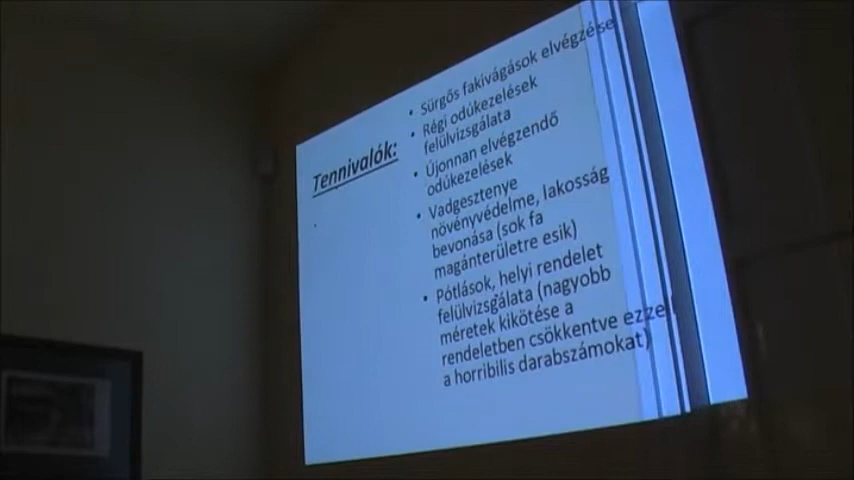 Tennivalók:
• Sürgős fakivágások elvégzése
• Régi odúkezelések
felülvizsgálata
• Újonnan elvégzendő
odúkezelések
• Vadgesztenye
növényvédelme, lakosság
bevonása (sok fa
magánterületre esik)
• Pótlások, helyi rendelet
felülvizsgálata (nagyobb
méretek kikötése a
rendeletben csökkentve ezzel
a horribilis darabszámokat)